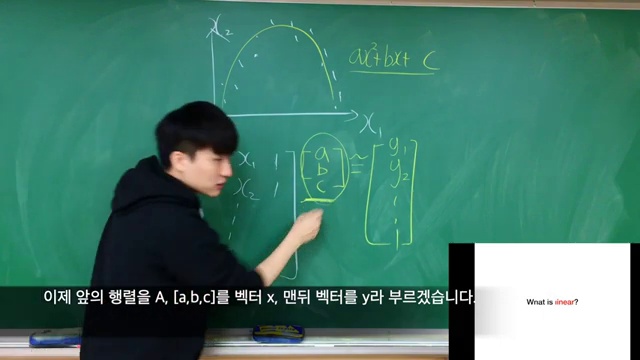 x₂
ax²+bx+ c
x₁
x₁ 1 a ≈ y₁
x₂ 1 b y₂
c
이제 앞의 행렬을 A, [a,b,c]를 벡터 x, 맨뒤 벡터를 y라 부르겠습니다.
What is linear?